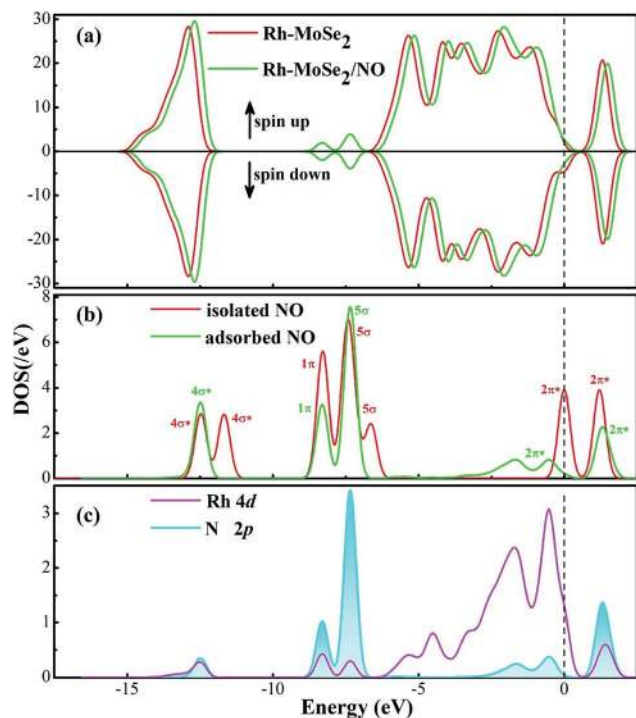 30
20
10
0
-10
-20
-30
(a)
Rh-MoSe₂
Rh-MoSe₂/NO
spin up
spin down
DOS(/eV)
8
6
4
2
0
(b)
isolated NO
adsorbed NO
4σ*
4σ*
4σ*
1π
1π
5σ
5σ
5σ
2π*
2π*
2π*
2π*
3
2
1
0
(c)
Rh 4d
N 2p
-15
-10
-5
0
Energy (eV)